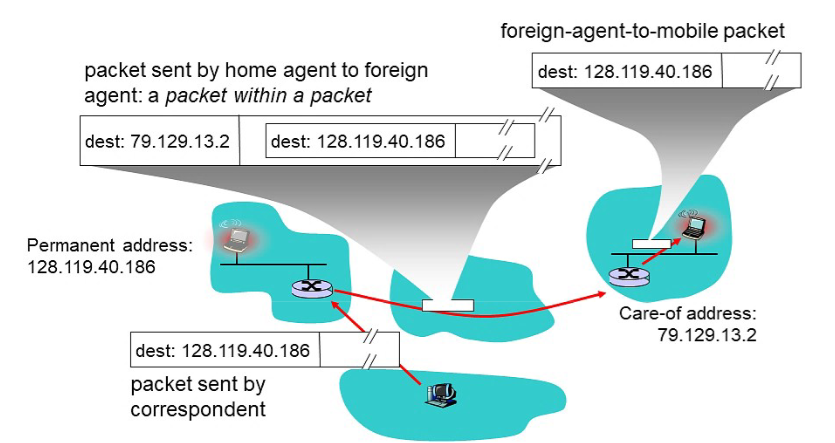 foreign-agent-to-mobile packet
dest: 128.119.40.186
packet sent by home agent to foreign
agent: a packet within a packet
dest: 79.129.13.2
dest: 128.119.40.186
Permanent address:
128.119.40.186
Care-of address:
79.129.13.2
dest: 128.119.40.186
packet sent by
correspondent